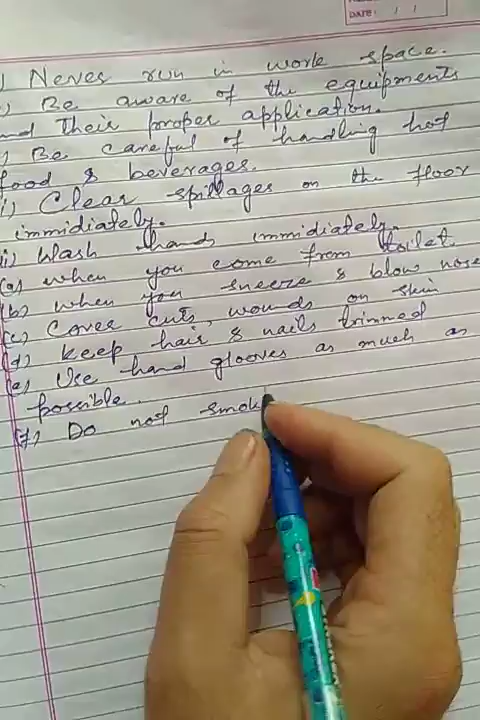 DATE: / /
) Never run in work space.
) Be aware of the equipments
nd their proper application.
) Be careful of handling hot
food & beverages.
i) Clear spillages on the floor
immidiately.
ii) Wash hands immidiately.
(a) when you come from toilet
(b) when you sneeze & blow nose
(c) Cover cuts, wounds on skin
(d) keep hair & nails trimmed
(e) Use hand glooves as much as
possible.
(f) Do not smok